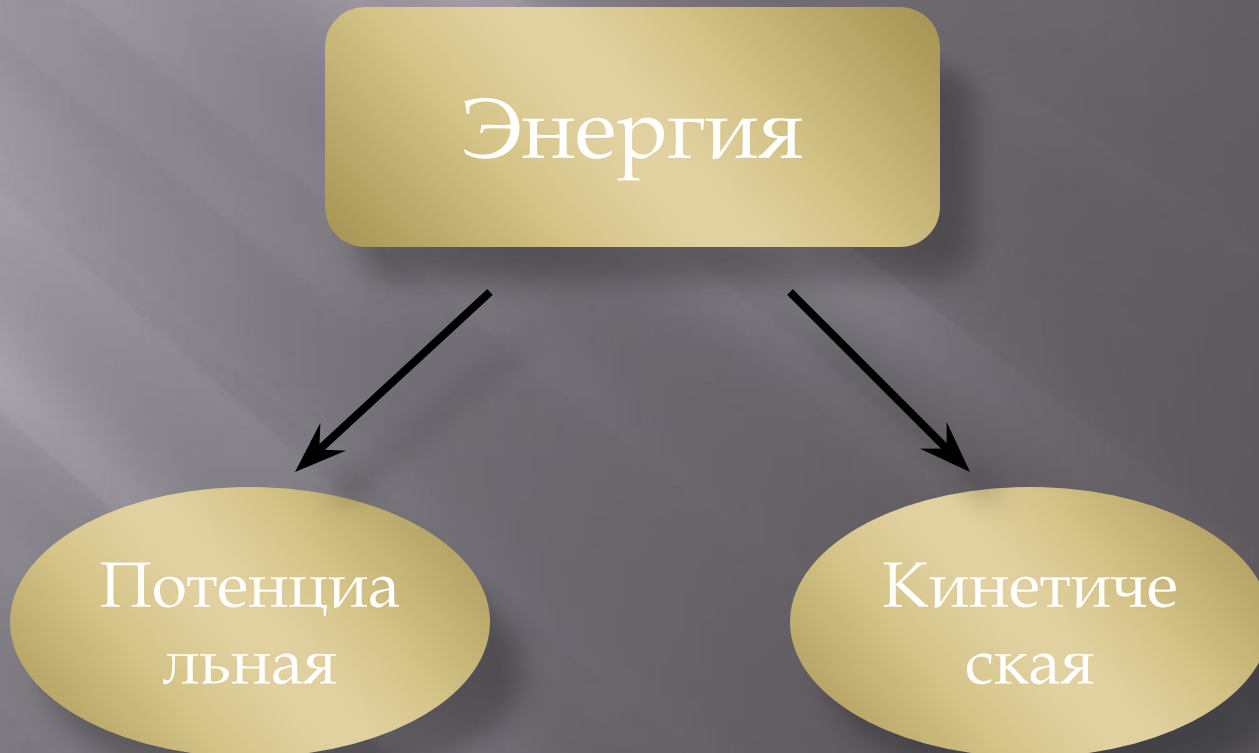 Энергия
Потенциа
льная
Кинетиче
ская